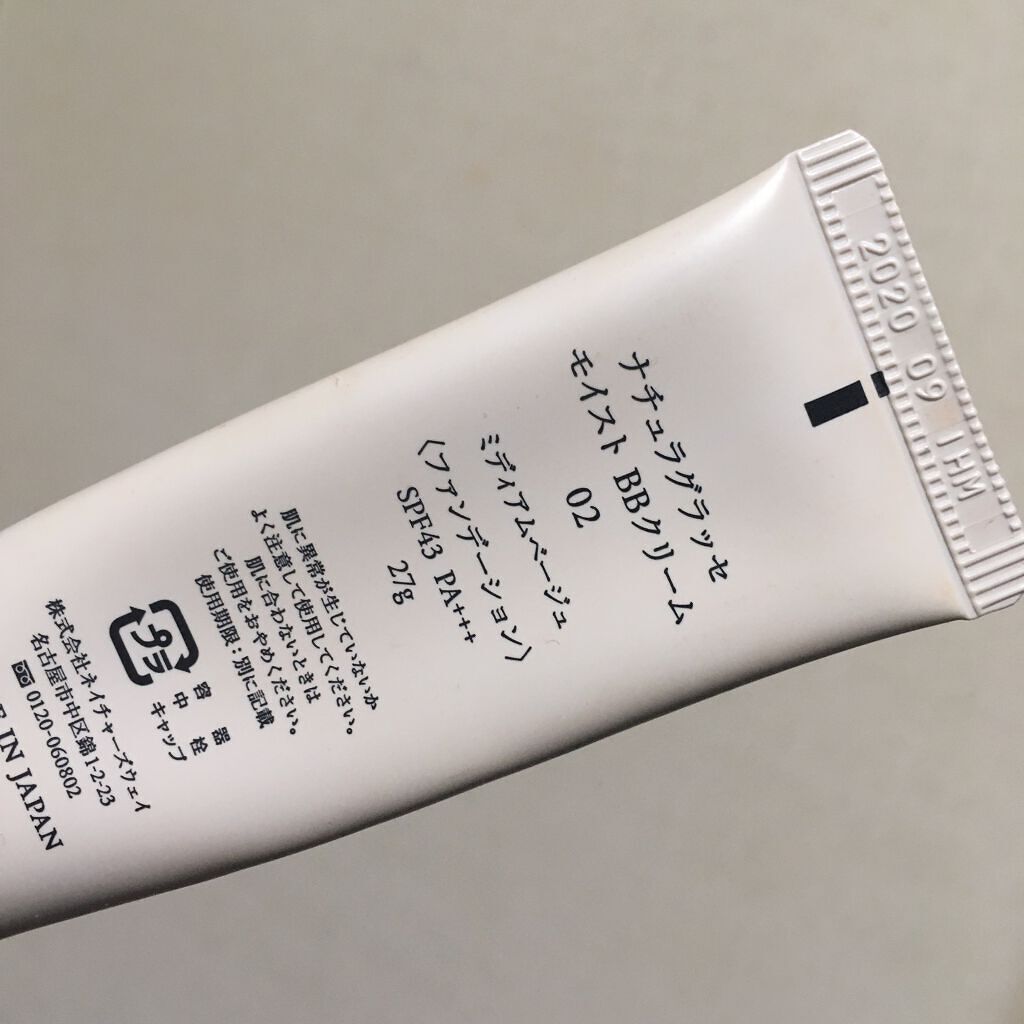 2020 09 1HM
ナチュラグラッセ
モイスト BBクリーム
02
ミディアムベージュ
〈ファンデーション〉
SPF43 PA+++
27g
肌に異常が生じていないか
よく注意して使用してください。
肌に合わないときは
ご使用をおやめください。
使用期限:別に記載
プラ
容器
中栓
キャップ
株式会社ネイチャーズウェイ
名古屋市中区錦1-2-23
0120-060802
E IN JAPAN